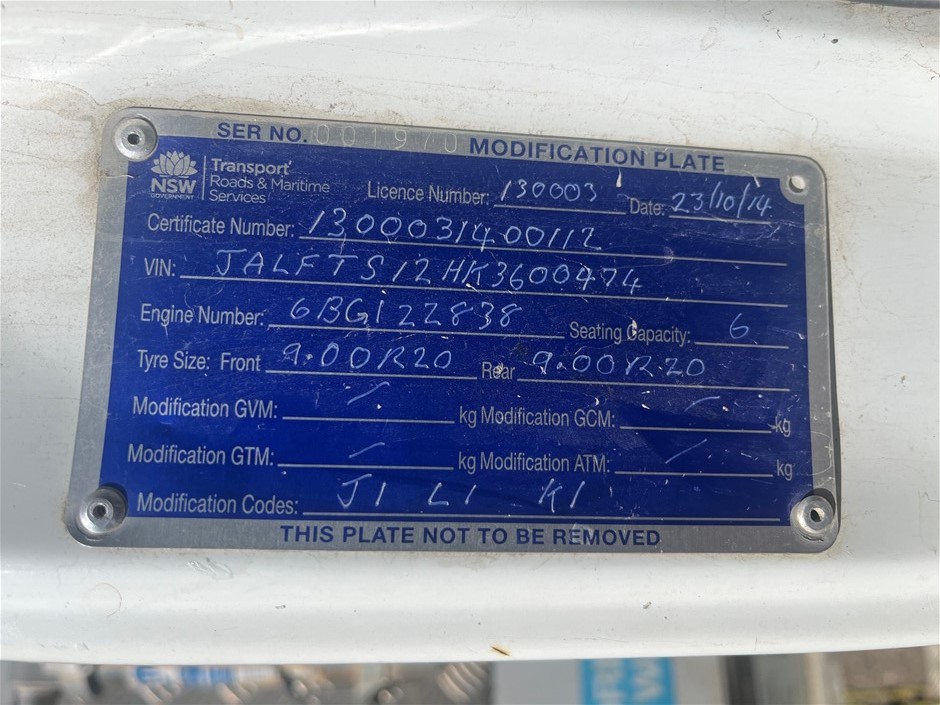 SER NO. 001970 MODIFICATION PLATE
NSW GOVERNMENT
Transport
Roads & Maritime
Services
Licence Number: 130003 Date: 23/10/14
Certificate Number: 1300031400112
VIN: JALFTS12HK3600474
Engine Number: 6BG122838 Seating Capacity: 6
Tyre Size: Front 9.00R20 Rear 9.00R20
Modification GVM: / kg Modification GCM: / kg
Modification GTM: / kg Modification ATM: / kg
Modification Codes: J1 L1 K1
THIS PLATE NOT TO BE REMOVED